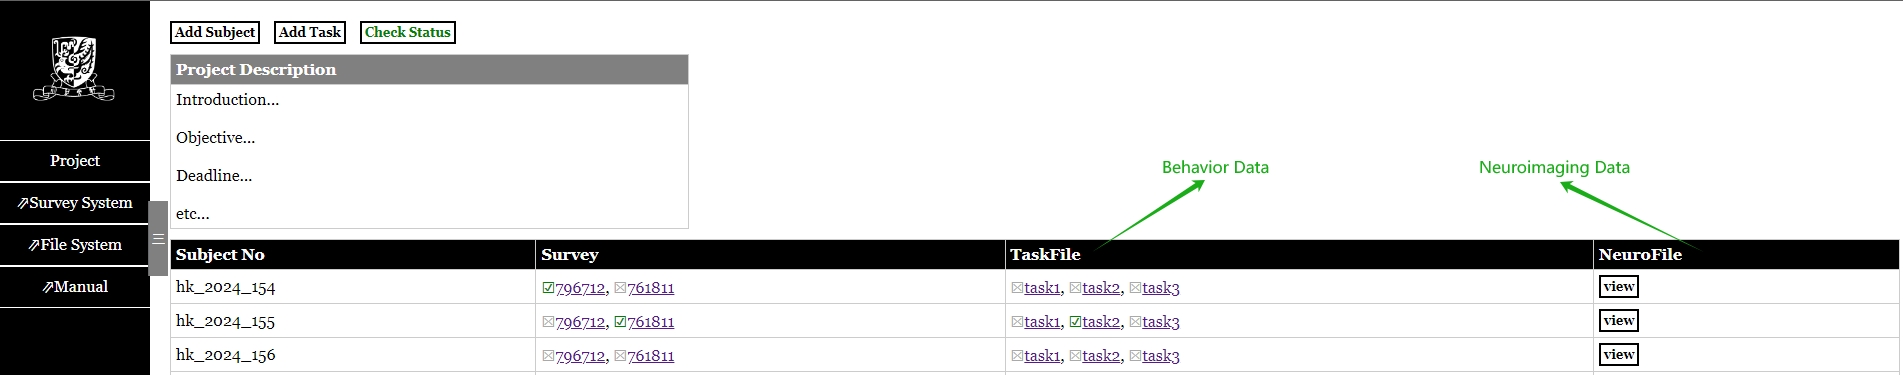 Add Subject Add Task Check Status
Project Description
Introduction...
Objective...
Deadline...
etc...
Project
⇗Survey System
⇗File System
⇗Manual
Behavior Data Neuroimaging Data
Subject No Survey TaskFile NeuroFile
hk_2024_154 ☑796712, ☒761811 ☒task1, ☒task2, ☒task3 view
hk_2024_155 ☒796712, ☑761811 ☒task1, ☑task2, ☒task3 view
hk_2024_156 ☒796712, ☒761811 ☒task1, ☒task2, ☒task3 view